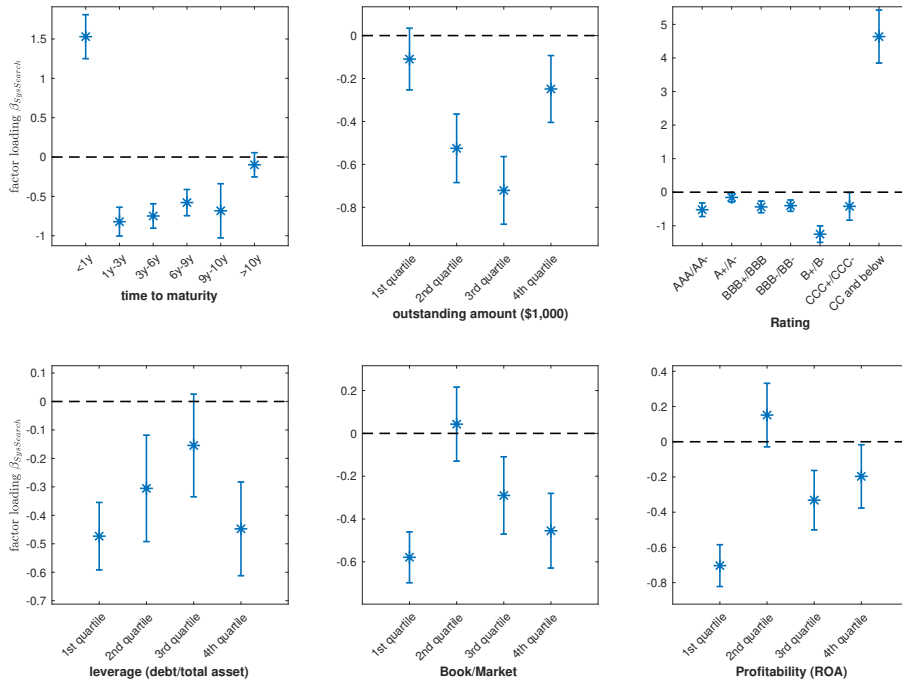 factor loading βSysSearch
1.5
1
0.5
0
-0.5
-1
<1y
1y-3y
3y-6y
6y-9y
9y-10y
>10y
time to maturity
0
-0.2
-0.4
-0.6
-0.8
1st quartile
2nd quartile
3rd quartile
4th quartile
outstanding amount ($1,000)
5
4
3
2
1
0
-1
AAA/AA-
A+/A-
BBB+/BBB
BBB-/BB-
B+/B-
CCC+/CCC-
CC and below
Rating
factor loading βSysSearch
0.1
0
-0.1
-0.2
-0.3
-0.4
-0.5
-0.6
-0.7
1st quartile
2nd quartile
3rd quartile
4th quartile
leverage (debt/total asset)
0.2
0
-0.2
-0.4
-0.6
1st quartile
2nd quartile
3rd quartile
4th quartile
Book/Market
0.4
0.2
0
-0.2
-0.4
-0.6
-0.8
1st quartile
2nd quartile
3rd quartile
4th quartile
Profitability (ROA)